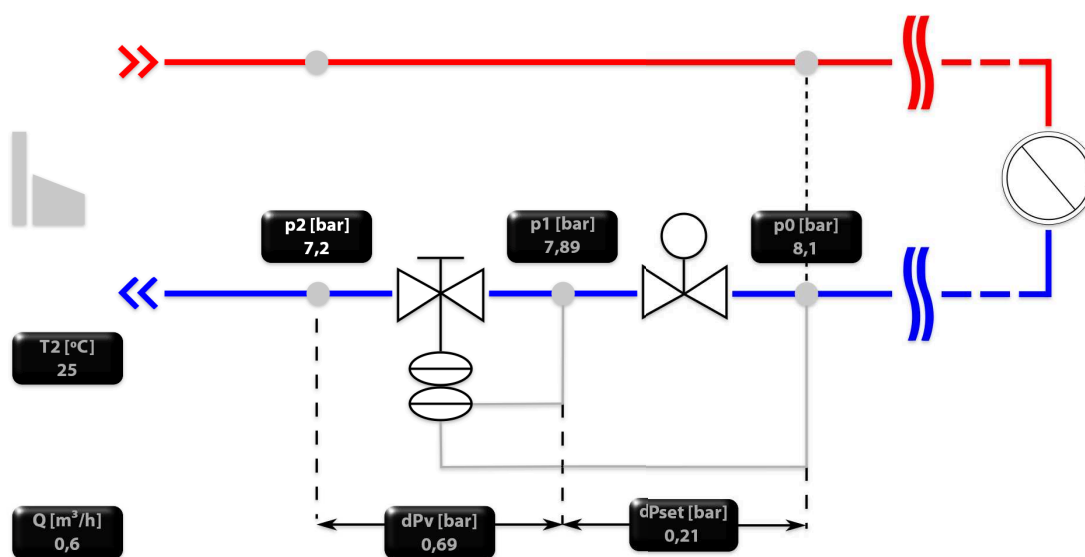 p2 [bar]
7,2
p1 [bar]
7,89
p0 [bar]
8,1
T2 [ºC]
25
Q [m³/h]
0,6
dPv [bar]
0,69
dPset [bar]
0,21